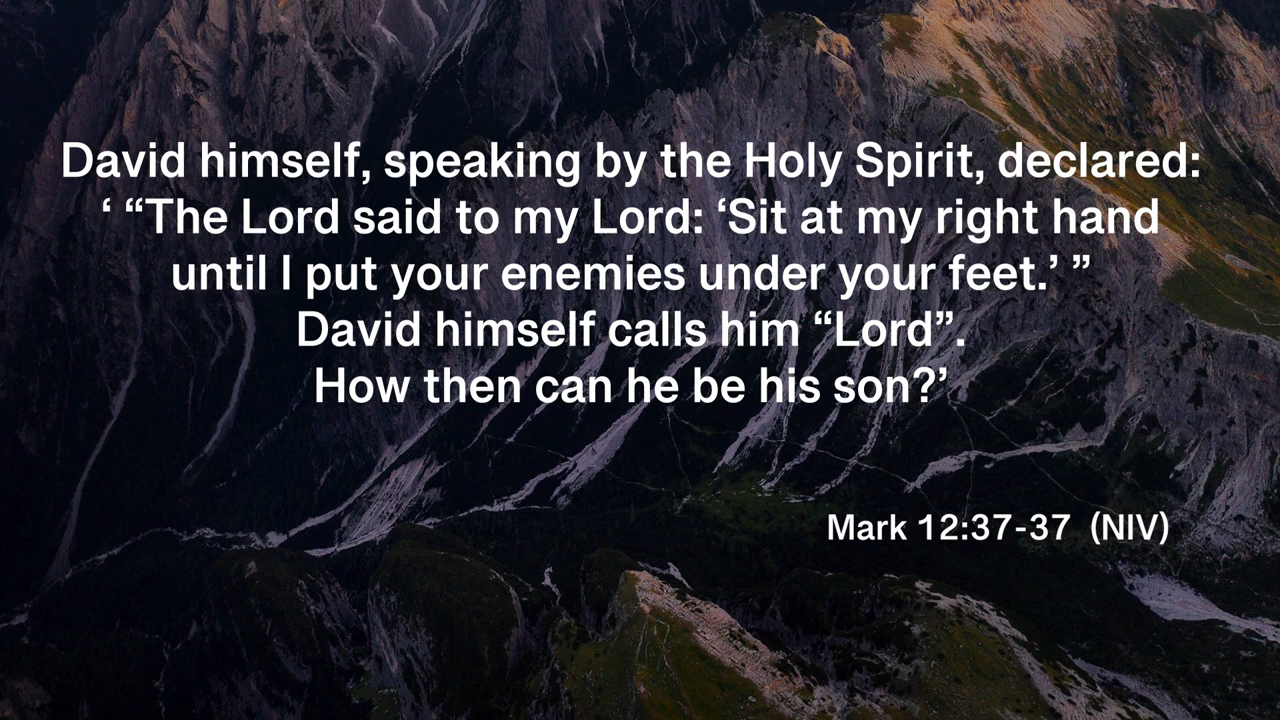 David himself, speaking by the Holy Spirit, declared:
‘ “The Lord said to my Lord: ‘Sit at my right hand
until I put your enemies under your feet.’ ”
David himself calls him “Lord”.
How then can he be his son?’
Mark 12:37-37 (NIV)